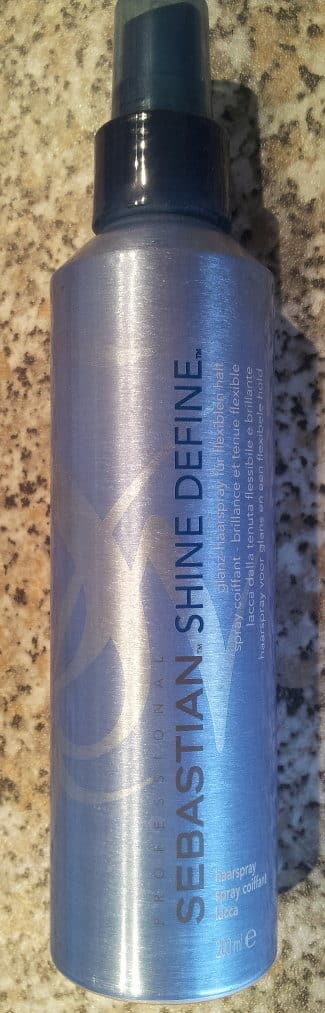 PROFESSIONAL
SEBASTIAN™ SHINE DEFINE™
glanz-haarspray für flexiblen halt
spray coiffant - brillance et tenue flexible
lacca dalla tenuta flessibile e brillante
haarspray voor glans en een flexibele hold
haarspray
spray coiffant
lacca
200 ml ℮